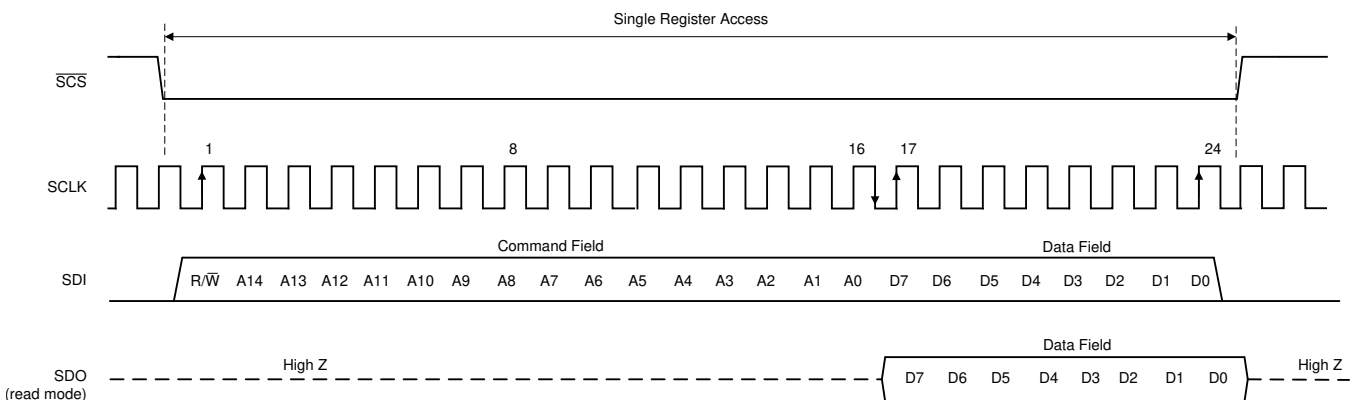 Single Register Access
SCS
1 8 16 17 24
SCLK
Command Field Data Field
SDI R/W A14 A13 A12 A11 A10 A9 A8 A7 A6 A5 A4 A3 A2 A1 A0 D7 D6 D5 D4 D3 D2 D1 D0
Data Field
High Z High Z
SDO D7 D6 D5 D4 D3 D2 D1 D0
(read mode)